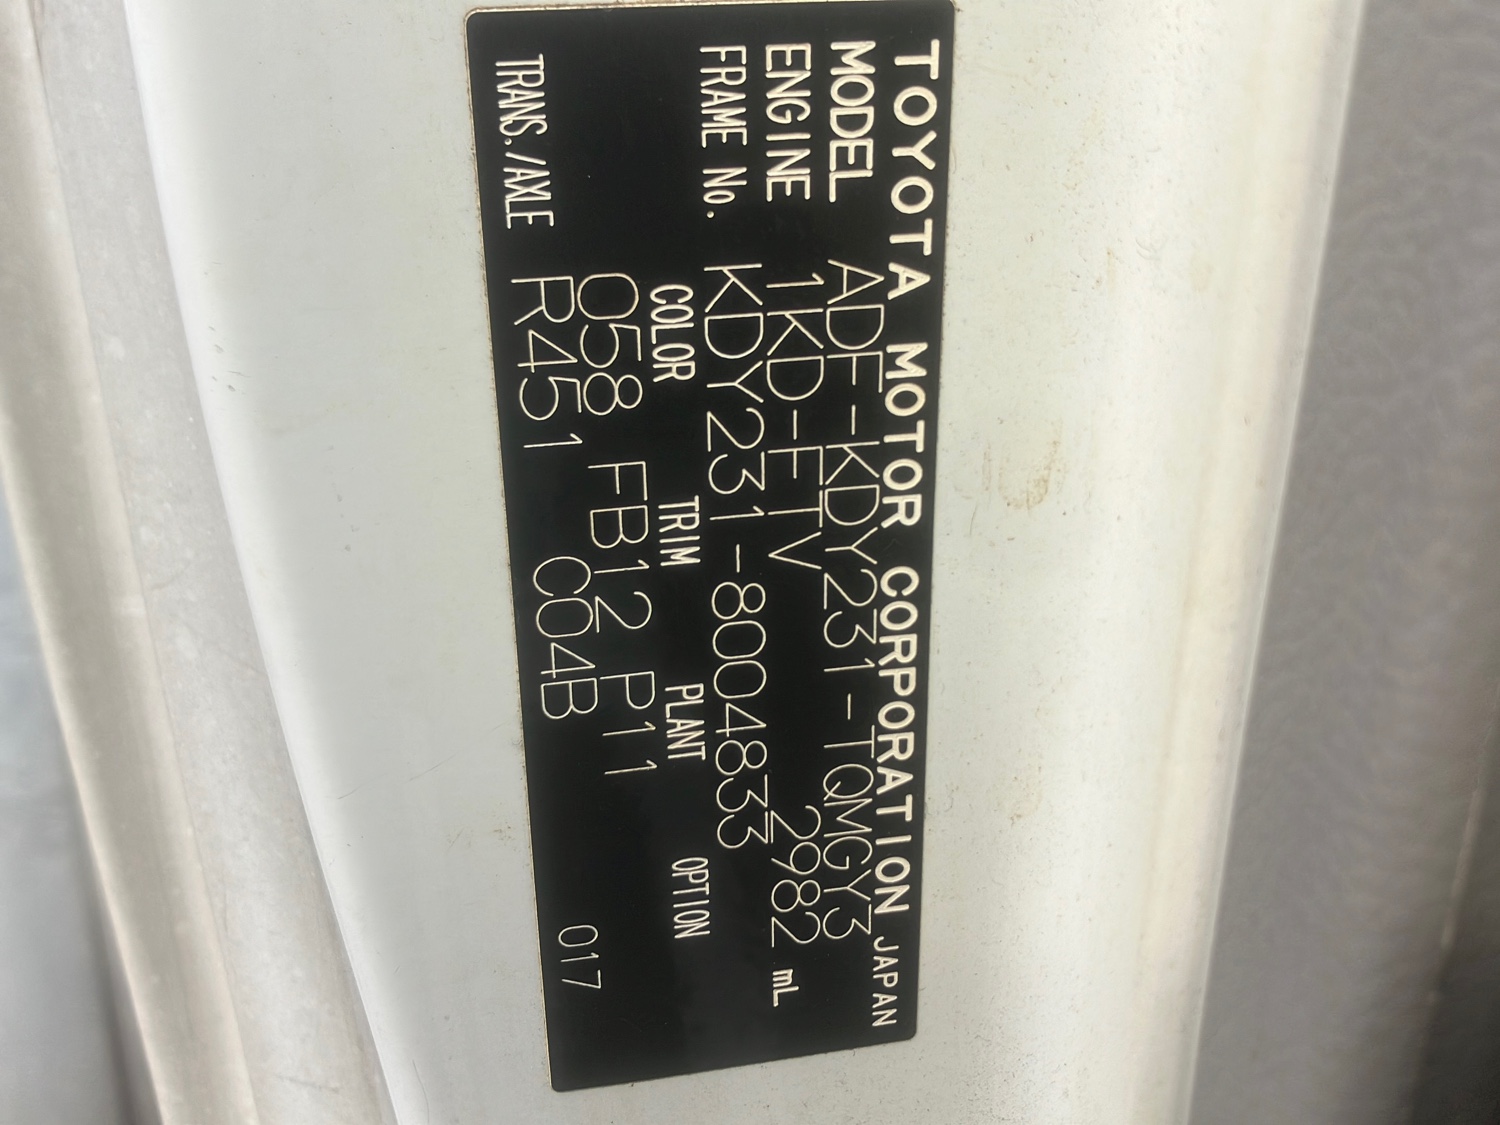 TOYOTA MOTOR CORPORATION JAPAN
MODEL ADF-KDY231-TQMGY3
ENGINE 1KD-FTV 2982 mL
FRAME No. KDY231-8004833
COLOR TRIM PLANT OPTION
058 FB12 P11
TRANS./AXLE R451 C04B 017